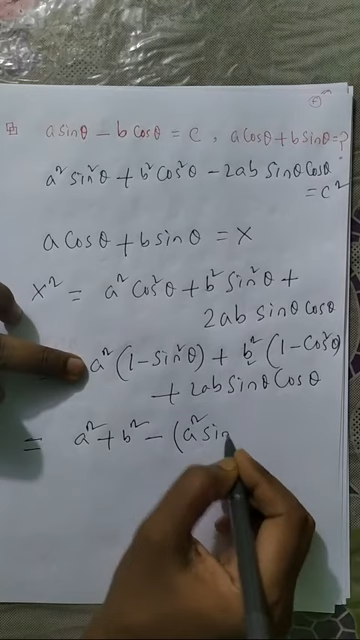 a sinθ − b cosθ = c , a cosθ + b sinθ = ?
a² sin²θ + b² cos²θ − 2ab sinθ cosθ
= c²
a cosθ + b sinθ = x
x² = a² cos²θ + b² sin²θ +
2ab sinθ cosθ
a² (1 − sin²θ) + b² (1 − cos²θ)
+ 2ab sinθ cosθ
= a² + b² − (a² sin